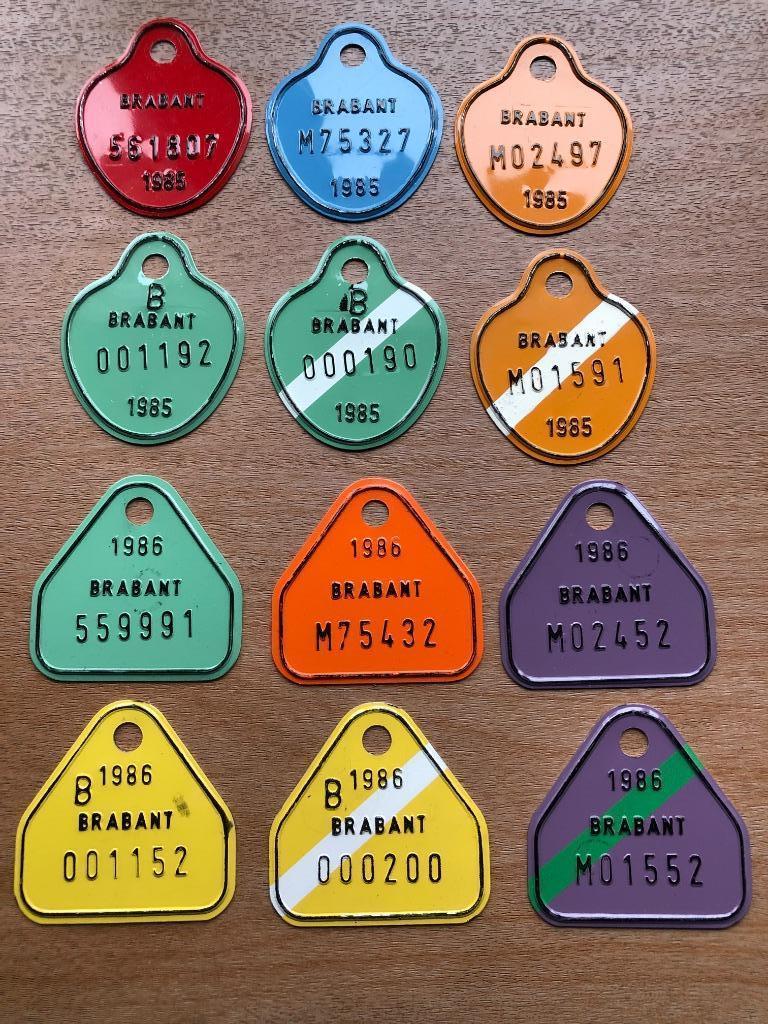 BRABANT
561807
1985
BRABANT
M75327
1985
BRABANT
M02497
1985
B
BRABANT
001192
1985
B
BRABANT
000190
1985
BRABANT
M01591
1985
1986
BRABANT
559991
1986
BRABANT
M75432
1986
BRABANT
M02452
B 1986
BRABANT
001152
B 1986
BRABANT
000200
1986
BRABANT
M01552